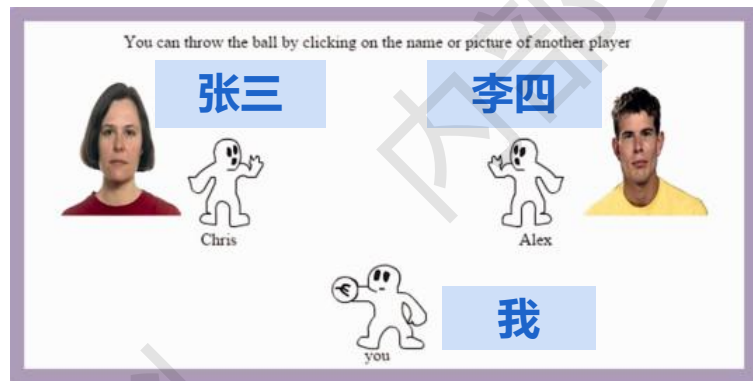 You can throw the ball by clicking on the name or picture of another player
张三
李四
Chris
Alex
我
you